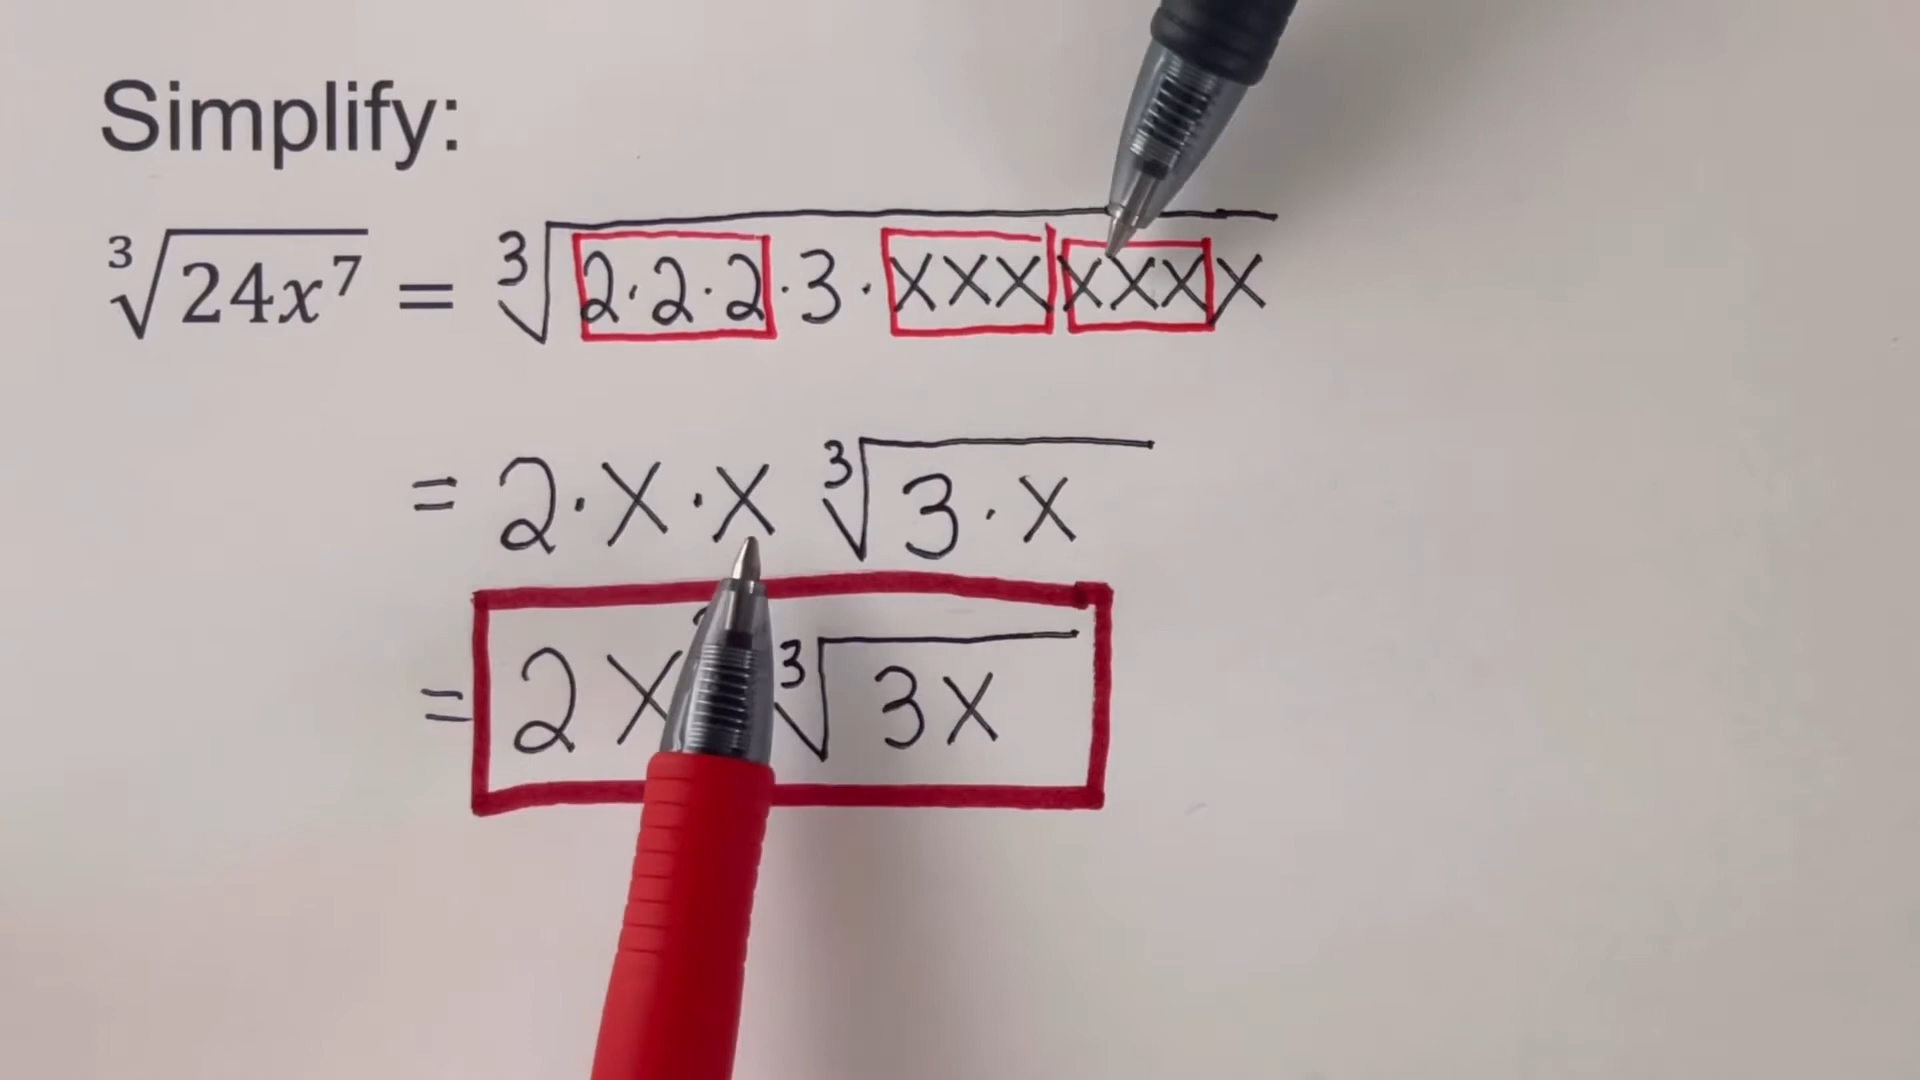 Simplify:
∛24x⁷ = ∛2·2·2·3·xxxxxxx
= 2·x·x ∛3·x
= 2x ∛3x